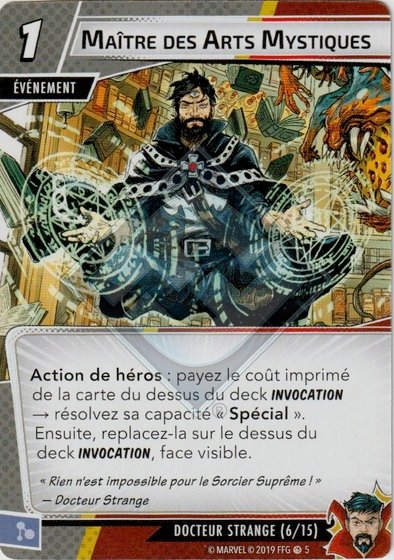 1
MAÎTRE DES ARTS MYSTIQUES
ÉVÉNEMENT
Action de héros : payez le coût imprimé
de la carte du dessus du deck INVOCATION
→ résolvez sa capacité « Spécial ».
Ensuite, replacez-la sur le dessus du
deck INVOCATION, face visible.
« Rien n'est impossible pour le Sorcier Suprême ! »
— Docteur Strange
DOCTEUR STRANGE (6/15)
© MARVEL © 2019 FFG 5